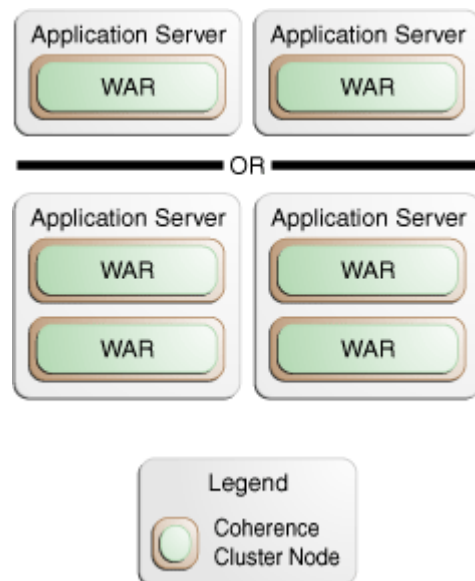 Application Server
Application Server
WAR
WAR
OR
Application Server
Application Server
WAR
WAR
WAR
WAR
Legend
Coherence
Cluster Node